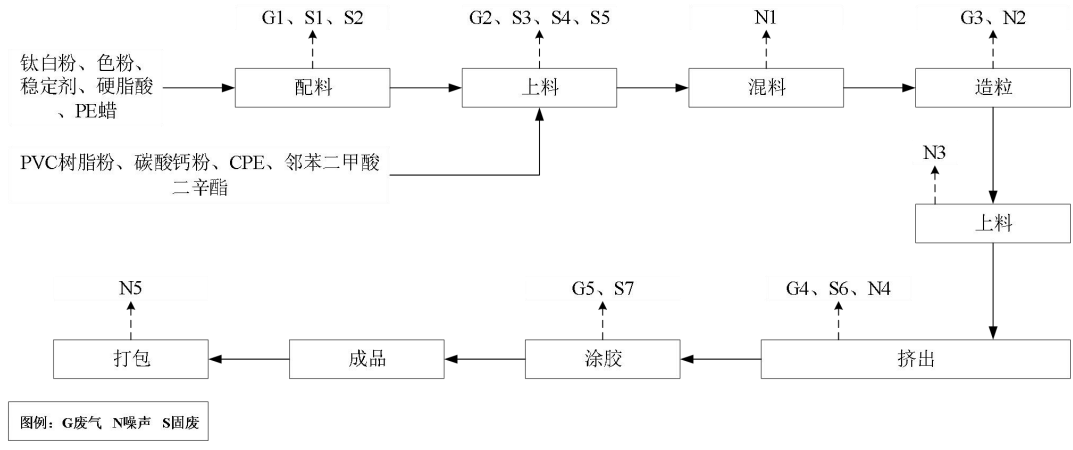 G1、S1、S2
G2、S3、S4、S5
N1
G3、N2
钛白粉、色粉、
稳定剂、硬脂酸
、PE蜡
配料
上料
混料
造粒
PVC树脂粉、碳酸钙粉、CPE、邻苯二甲酸
二辛酯
N3
上料
N5
G5、S7
G4、S6、N4
打包
成品
涂胶
挤出
图例：G废气 N噪声 S固废